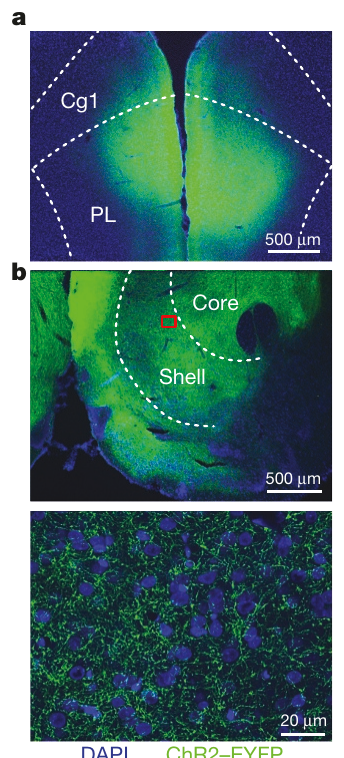 a
Cg1
PL
500 μm
b
Core
Shell
500 μm
20 μm
DAPI ChR2–EYFP